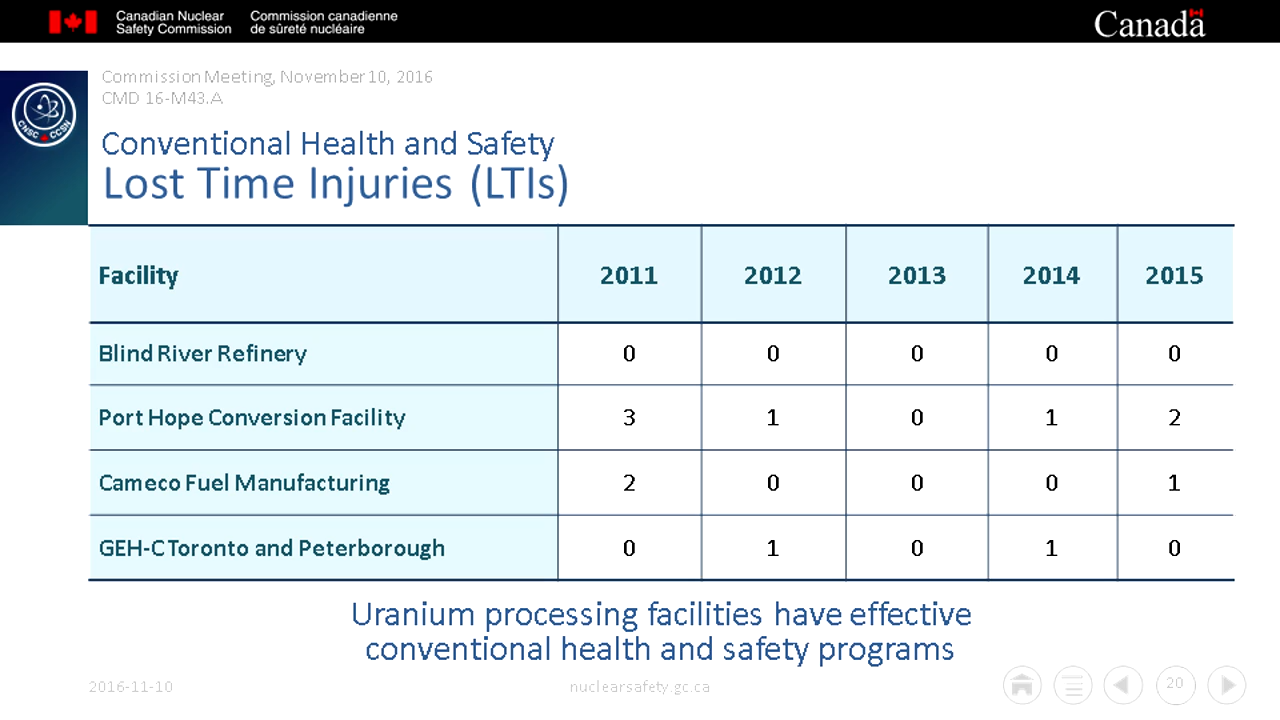 Canadian Nuclear Commission canadienne
Safety Commission de sûreté nucléaire
Canada
Commission Meeting, November 10, 2016
CMD 16-M43.A
CNSC CCSN
Conventional Health and Safety
Lost Time Injuries (LTIs)
Facility 2011 2012 2013 2014 2015
Blind River Refinery 0 0 0 0 0
Port Hope Conversion Facility 3 1 0 1 2
Cameco Fuel Manufacturing 2 0 0 0 1
GEH-C Toronto and Peterborough 0 1 0 1 0
Uranium processing facilities have effective
conventional health and safety programs
2016-11-10 nuclearsafety.gc.ca 20